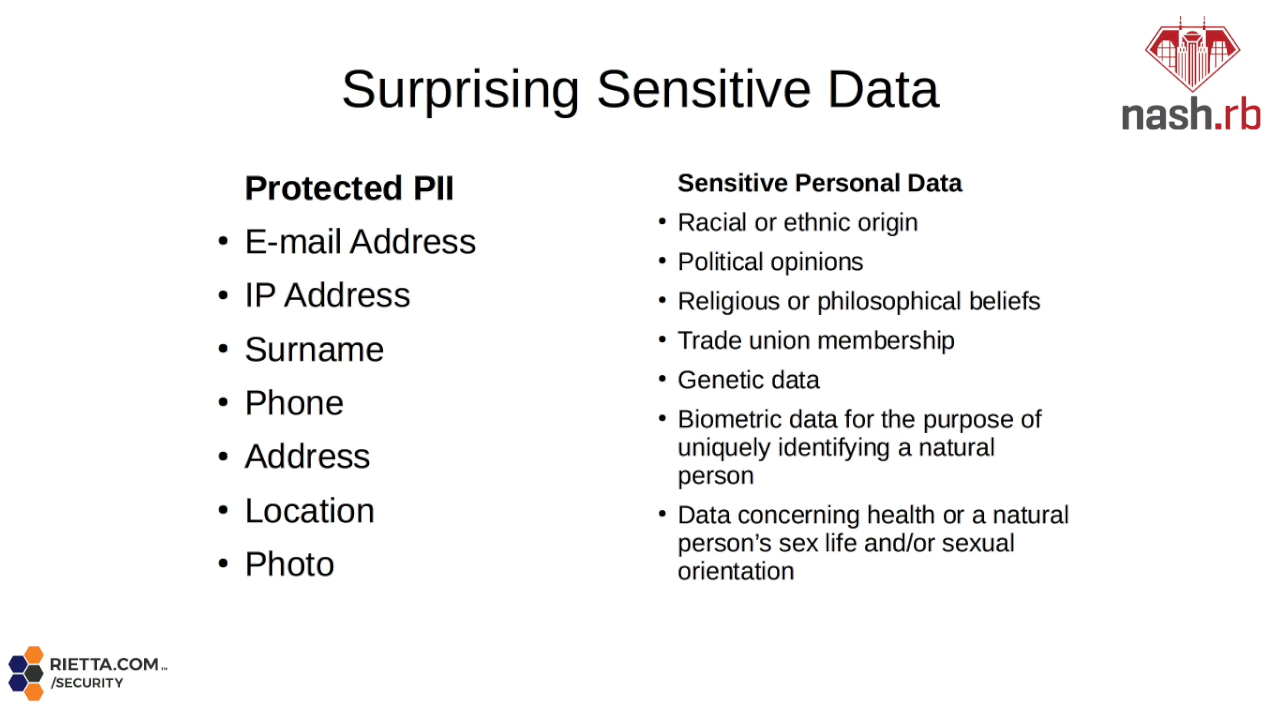 Surprising Sensitive Data
nash.rb
Protected PII
• E-mail Address
• IP Address
• Surname
• Phone
• Address
• Location
• Photo
Sensitive Personal Data
• Racial or ethnic origin
• Political opinions
• Religious or philosophical beliefs
• Trade union membership
• Genetic data
• Biometric data for the purpose of
uniquely identifying a natural
person
• Data concerning health or a natural
person’s sex life and/or sexual
orientation
RIETTA.COM
/SECURITY